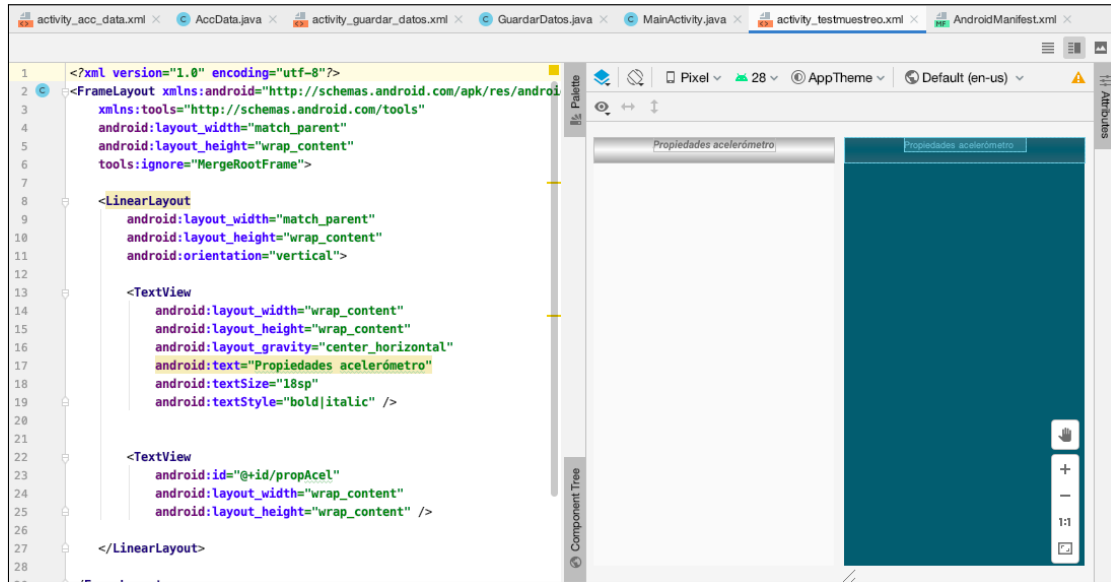 activity_acc_data.xml AccData.java activity_guardar_datos.xml GuardarDatos.java MainActivity.java activity_testmuestreo.xml AndroidManifest.xml
1 <?xml version="1.0" encoding="utf-8"?>
2 <FrameLayout xmlns:android="http://schemas.android.com/apk/res/androi
3 xmlns:tools="http://schemas.android.com/tools"
4 android:layout_width="match_parent"
5 android:layout_height="wrap_content"
6 tools:ignore="MergeRootFrame">
7
8 <LinearLayout
9 android:layout_width="match_parent"
10 android:layout_height="wrap_content"
11 android:orientation="vertical">
12
13 <TextView
14 android:layout_width="wrap_content"
15 android:layout_height="wrap_content"
16 android:layout_gravity="center_horizontal"
17 android:text="Propiedades acelerómetro"
18 android:textSize="18sp"
19 android:textStyle="bold|italic" />
20
21
22 <TextView
23 android:id="@+id/propAcel"
24 android:layout_width="wrap_content"
25 android:layout_height="wrap_content" />
26
27 </LinearLayout>
28
Palette
Component Tree
Pixel 28 AppTheme Default (en-us)
Propiedades acelerómetro
Propiedades acelerómetro
1:1
Attributes